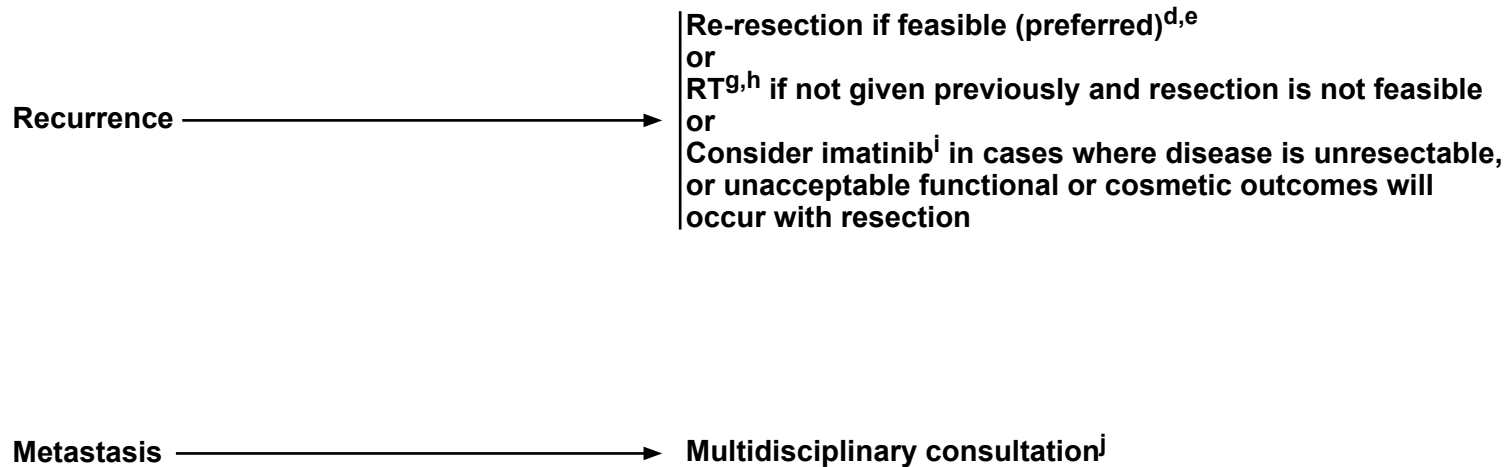 Re-resection if feasible (preferred)d,e
or
RTg,h if not given previously and resection is not feasible
Recurrence
or
Consider imatinibi in cases where disease is unresectable,
or unacceptable functional or cosmetic outcomes will
occur with resection
Metastasis
Multidisciplinary consultationj